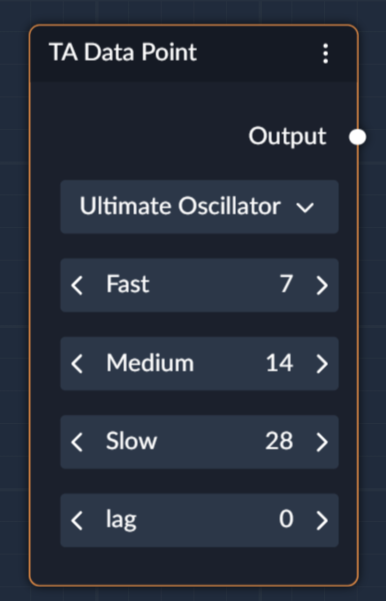 TA Data Point
Output
Ultimate Oscillator
Fast 7
Medium 14
Slow 28
lag 0